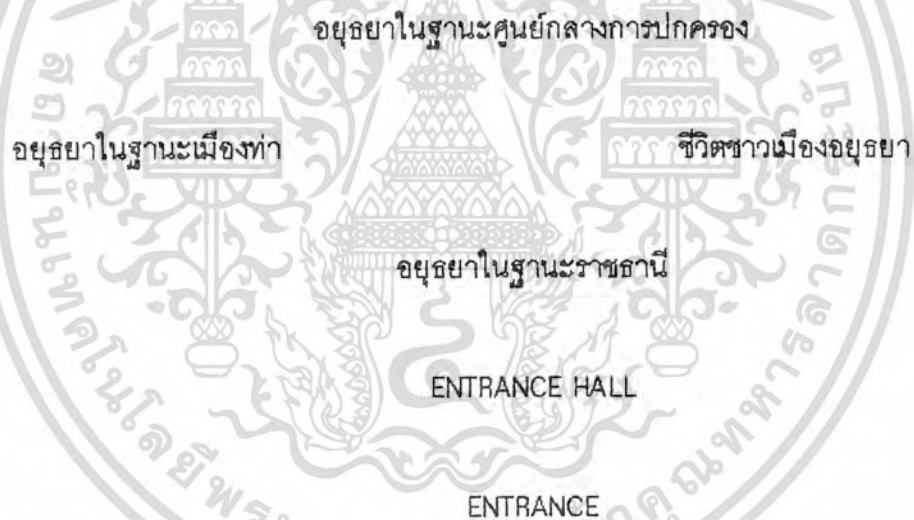 อยุธยาในฐานะศูนย์กลางการปกครอง
อยุธยาในฐานะเมืองท่า ชีวิตชาวเมืองอยุธยา
อยุธยาในฐานะราชธานี
ENTRANCE HALL
ENTRANCE